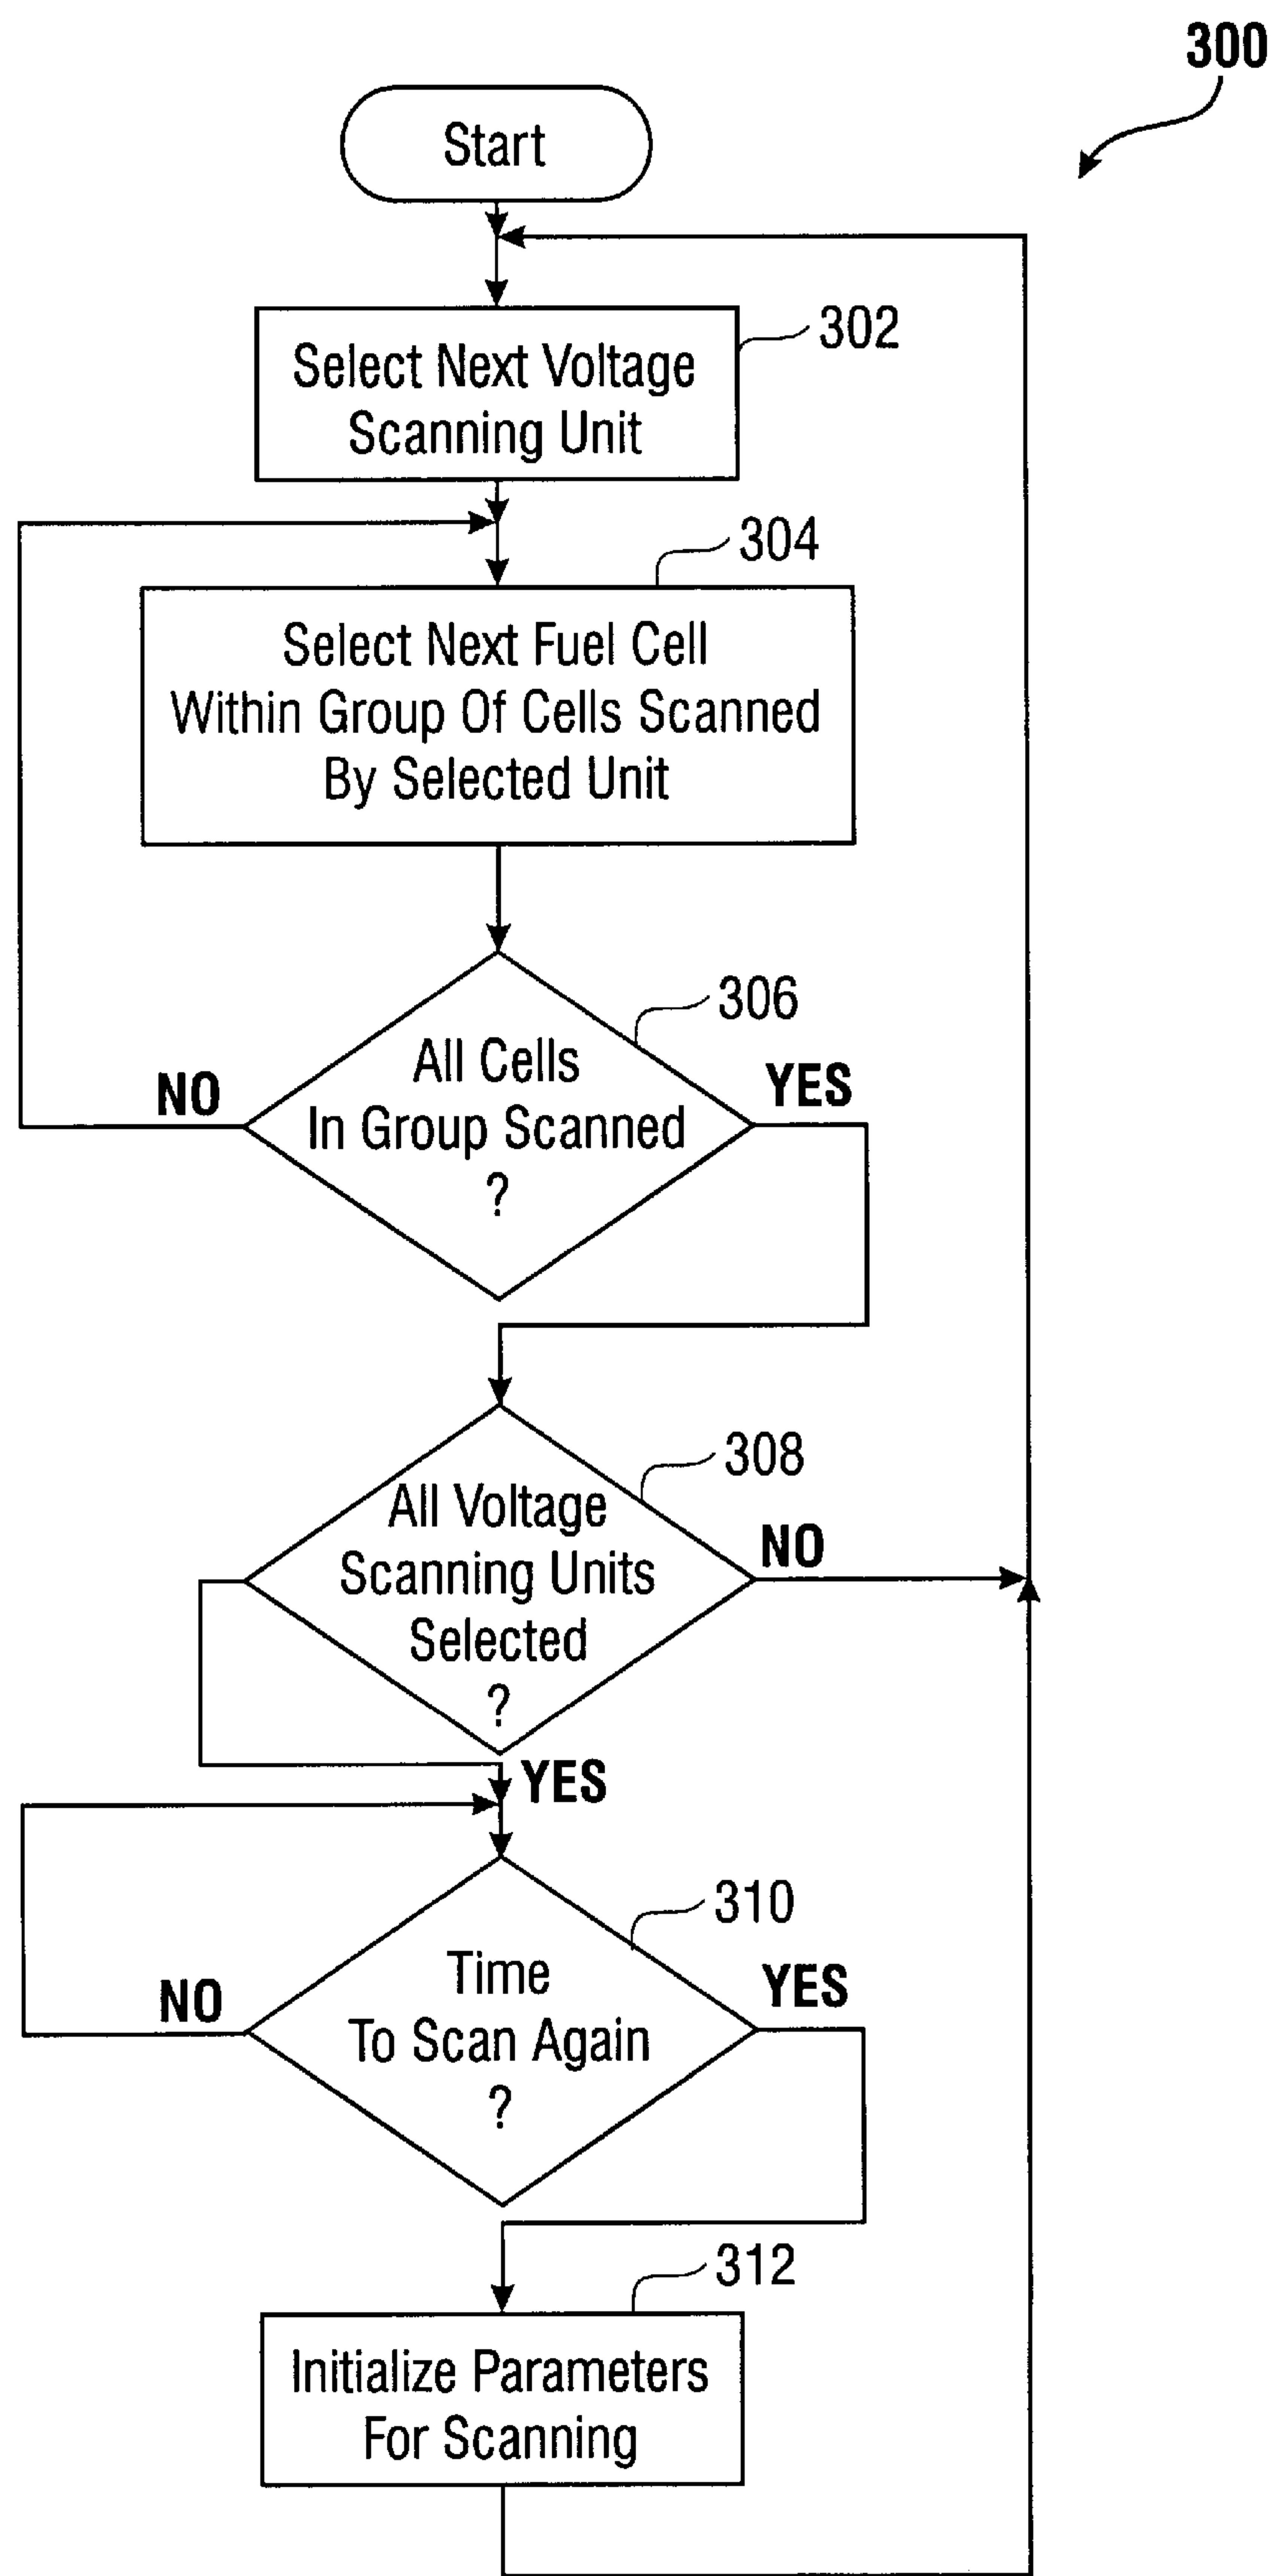 300
Start
302
Select Next Voltage
Scanning Unit
304
Select Next Fuel Cell
Within Group Of Cells Scanned
By Selected Unit
306
All Cells
In Group Scanned
?
NO
YES
308
All Voltage
Scanning Units
Selected
?
NO
YES
310
Time
To Scan Again
?
NO
YES
312
Initialize Parameters
For Scanning